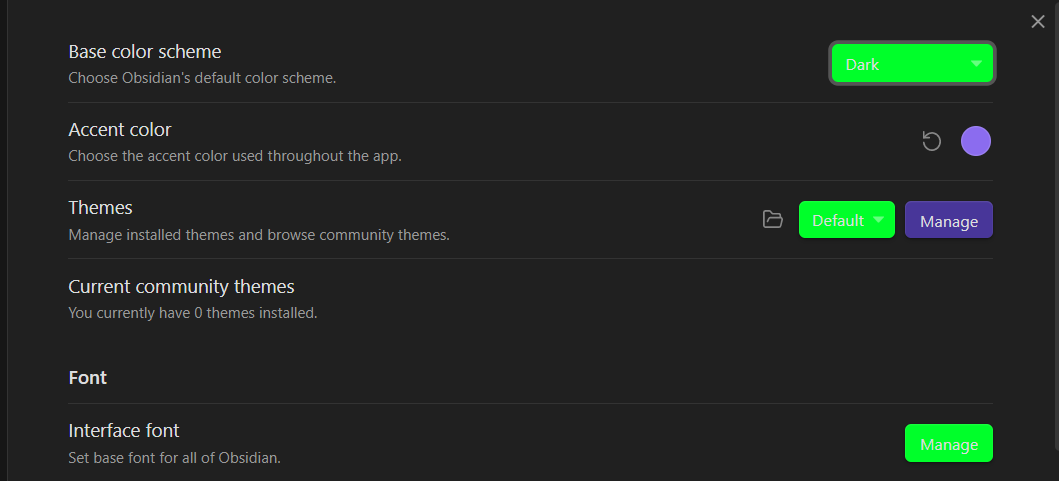 Base color scheme
Choose Obsidian's default color scheme.
Dark
Accent color
Choose the accent color used throughout the app.
Themes
Manage installed themes and browse community themes.
Default
Manage
Current community themes
You currently have 0 themes installed.
Font
Interface font
Set base font for all of Obsidian.
Manage